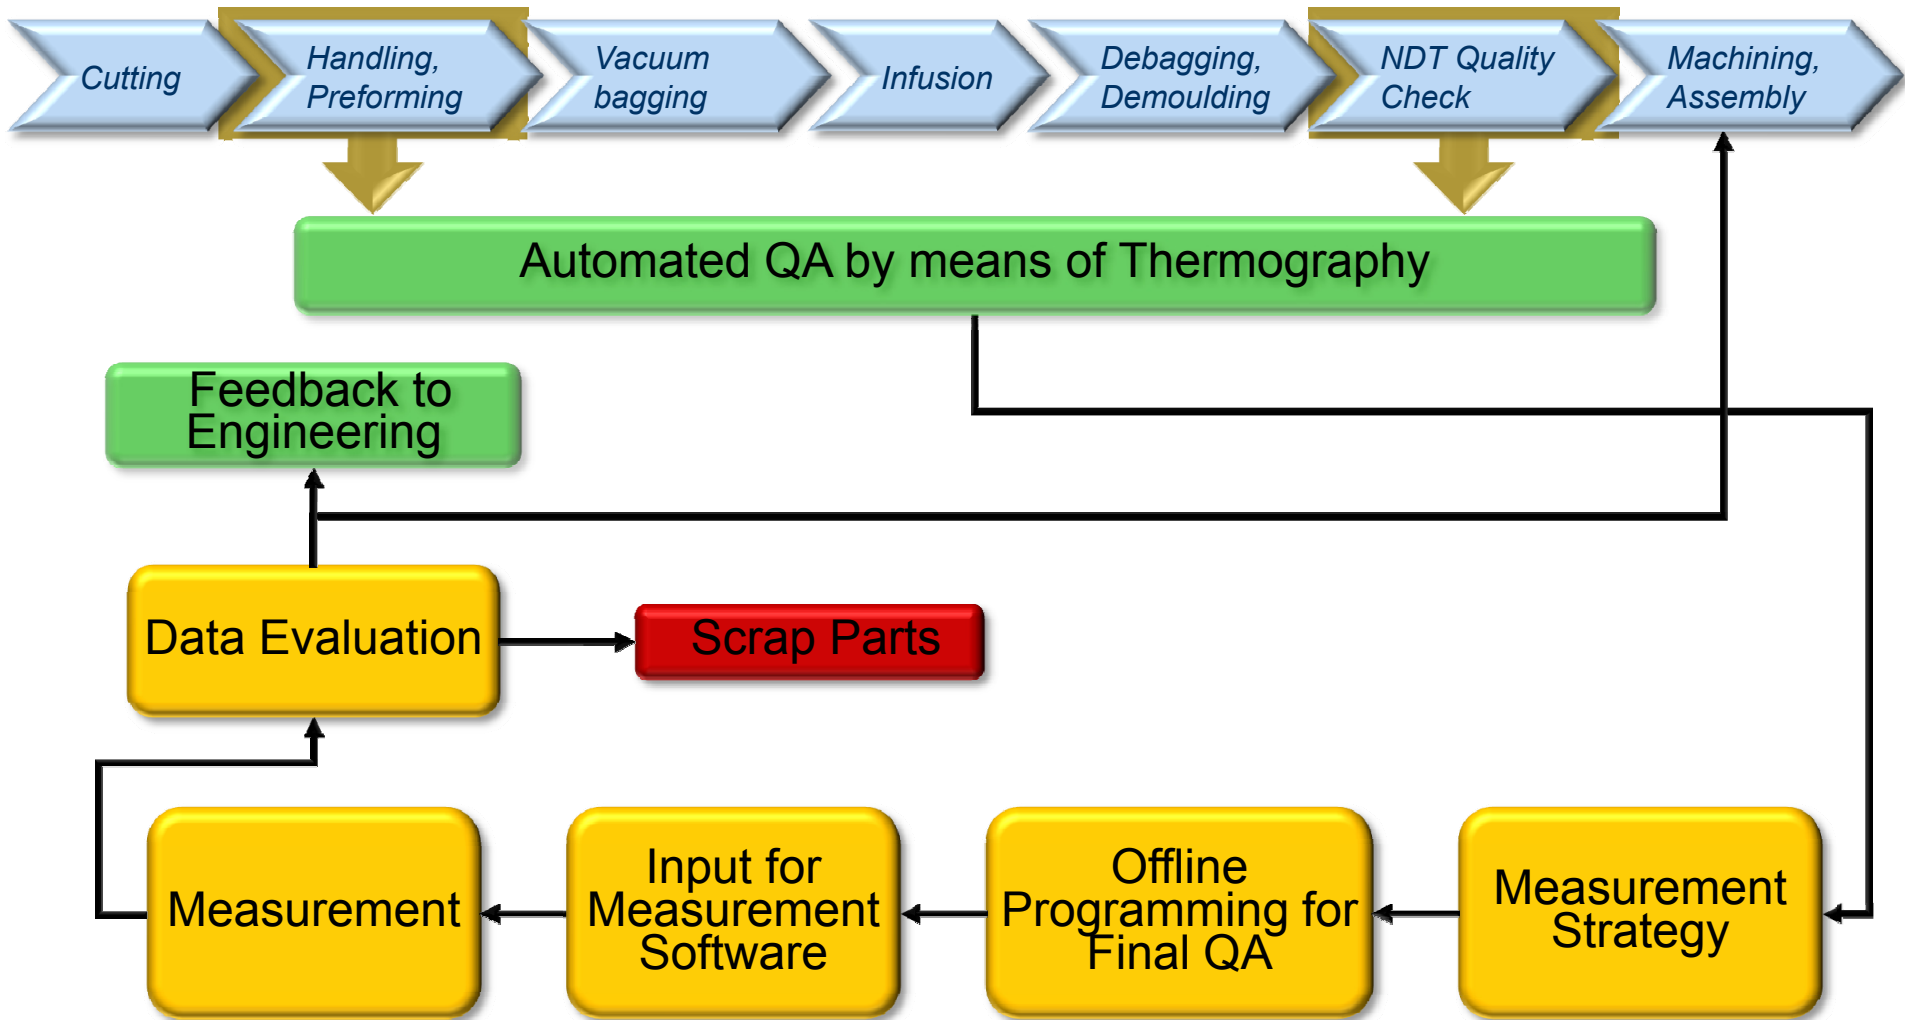 Cutting
Handling,
Preforming
Vacuum
bagging
Infusion
Debagging,
Demoulding
NDT Quality
Check
Machining,
Assembly
Automated QA by means of Thermography
Feedback to
Engineering
Data Evaluation
Scrap Parts
Measurement
Input for
Measurement
Software
Offline
Programming for
Final QA
Measurement
Strategy